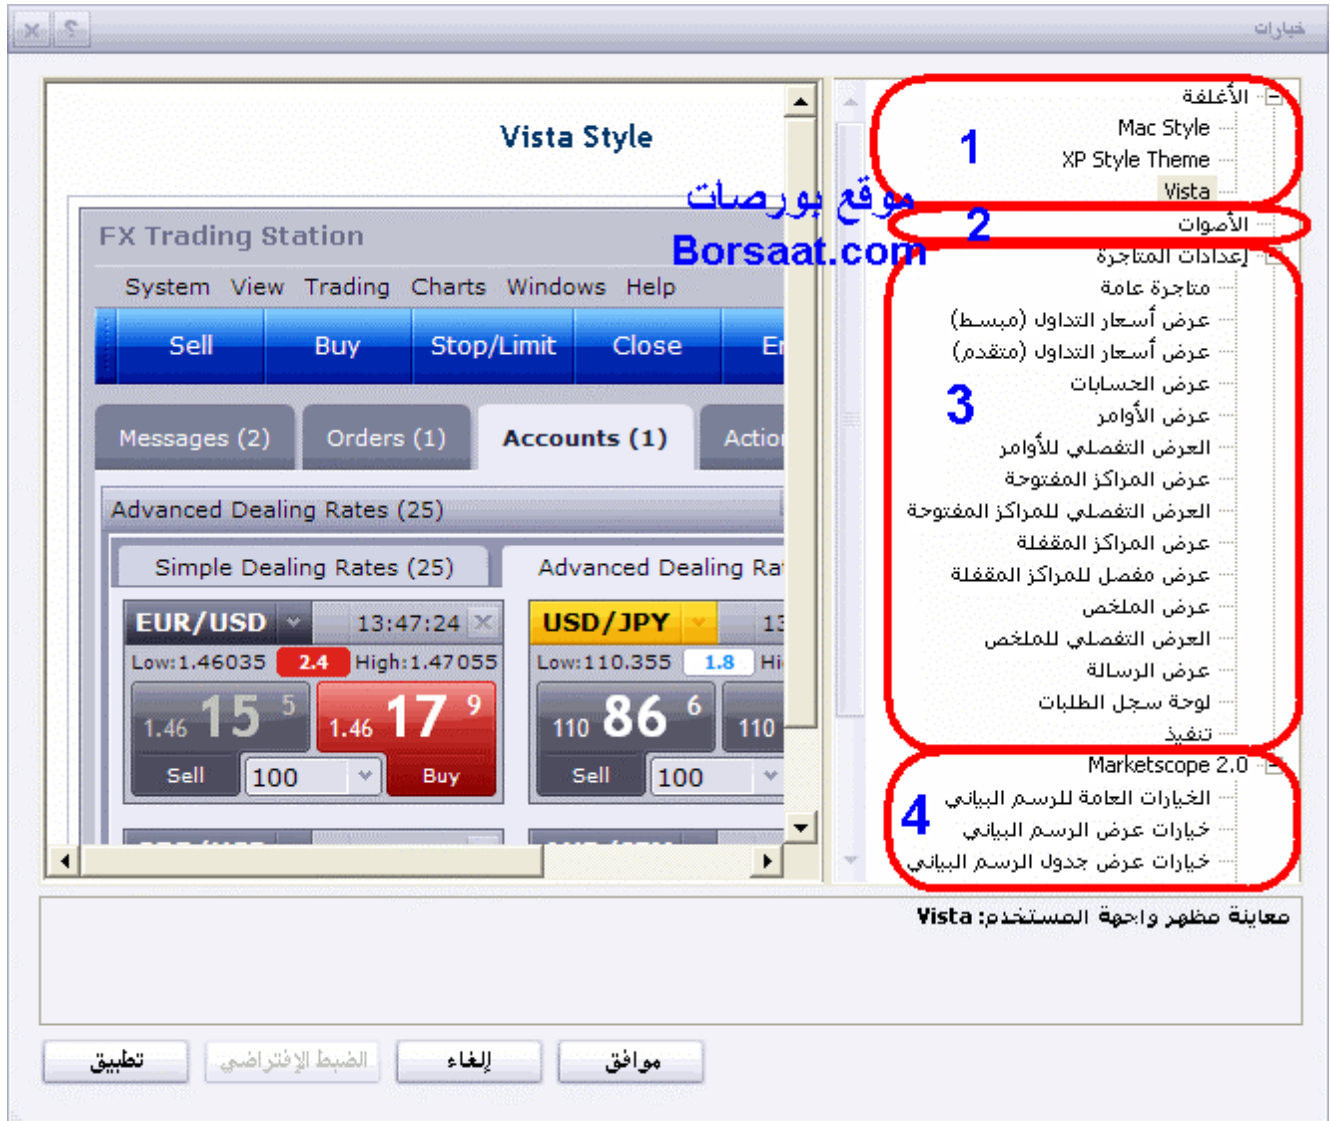 خيارات
الأغلفة
Mac Style
XP Style Theme
Vista
الأصوات
إعدادات المتاجرة
متاجرة عامة
عرض أسعار التداول (مبسط)
عرض أسعار التداول (متقدم)
عرض الحسابات
عرض الأوامر
العرض التفصلي للأوامر
عرض المراكز المفتوحة
العرض التفصلي للمراكز المفتوحة
عرض المراكز المقفلة
عرض مفصل للمراكز المقفلة
عرض الملخص
العرض التفصلي للملخص
عرض الرسالة
لوحة سجل الطلبات
تنفيذ
Marketscope 2.0
الخيارات العامة للرسم البياني
خيارات عرض الرسم البياني
خيارات عرض جدول الرسم البياني
1
2
3
4
موقع بورصات
Borsaat.com
Vista Style
FX Trading Station
System View Trading Charts Windows Help
Sell Buy Stop/Limit Close
Messages (2) Orders (1) Accounts (1)
Advanced Dealing Rates (25)
Simple Dealing Rates (25) Advanced Dealing
EUR/USD 13:47:24
Low:1.46035 2.4 High:1.47055
1.46 15 5 1.46 17 9
Sell 100 Buy
USD/JPY
Low:110.355 1.8
110 86 6 110
Sell 100
معاينة مظهر واجهة المستخدم: Vista
موافق إلغاء الضبط الإفتراضي تطبيق